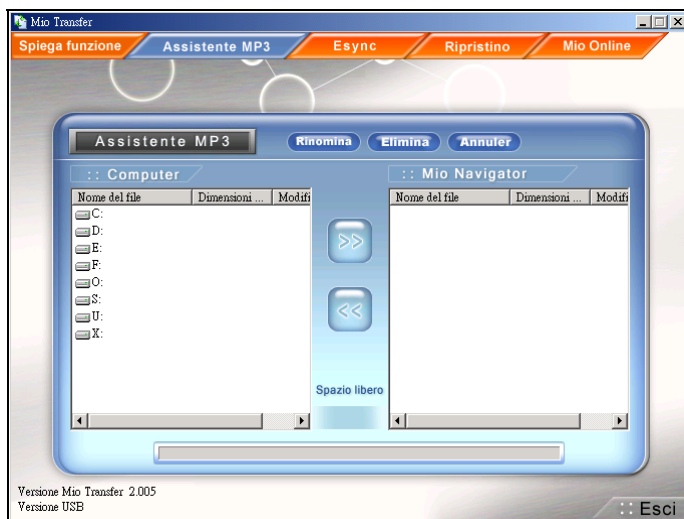 Mio Transfer
Spiega funzione Assistente MP3 Esync Ripristino Mio Online
Assistente MP3 Rinomina Elimina Annuler
:: Computer :: Mio Navigator
Nome del file Dimensioni ... Modifi Nome del file Dimensioni ... Modifi
C:
D:
E:
F:
O:
S:
U:
X:
>>
<<
Spazio libero
Versione Mio Transfer 2.005
Versione USB
:: Esci